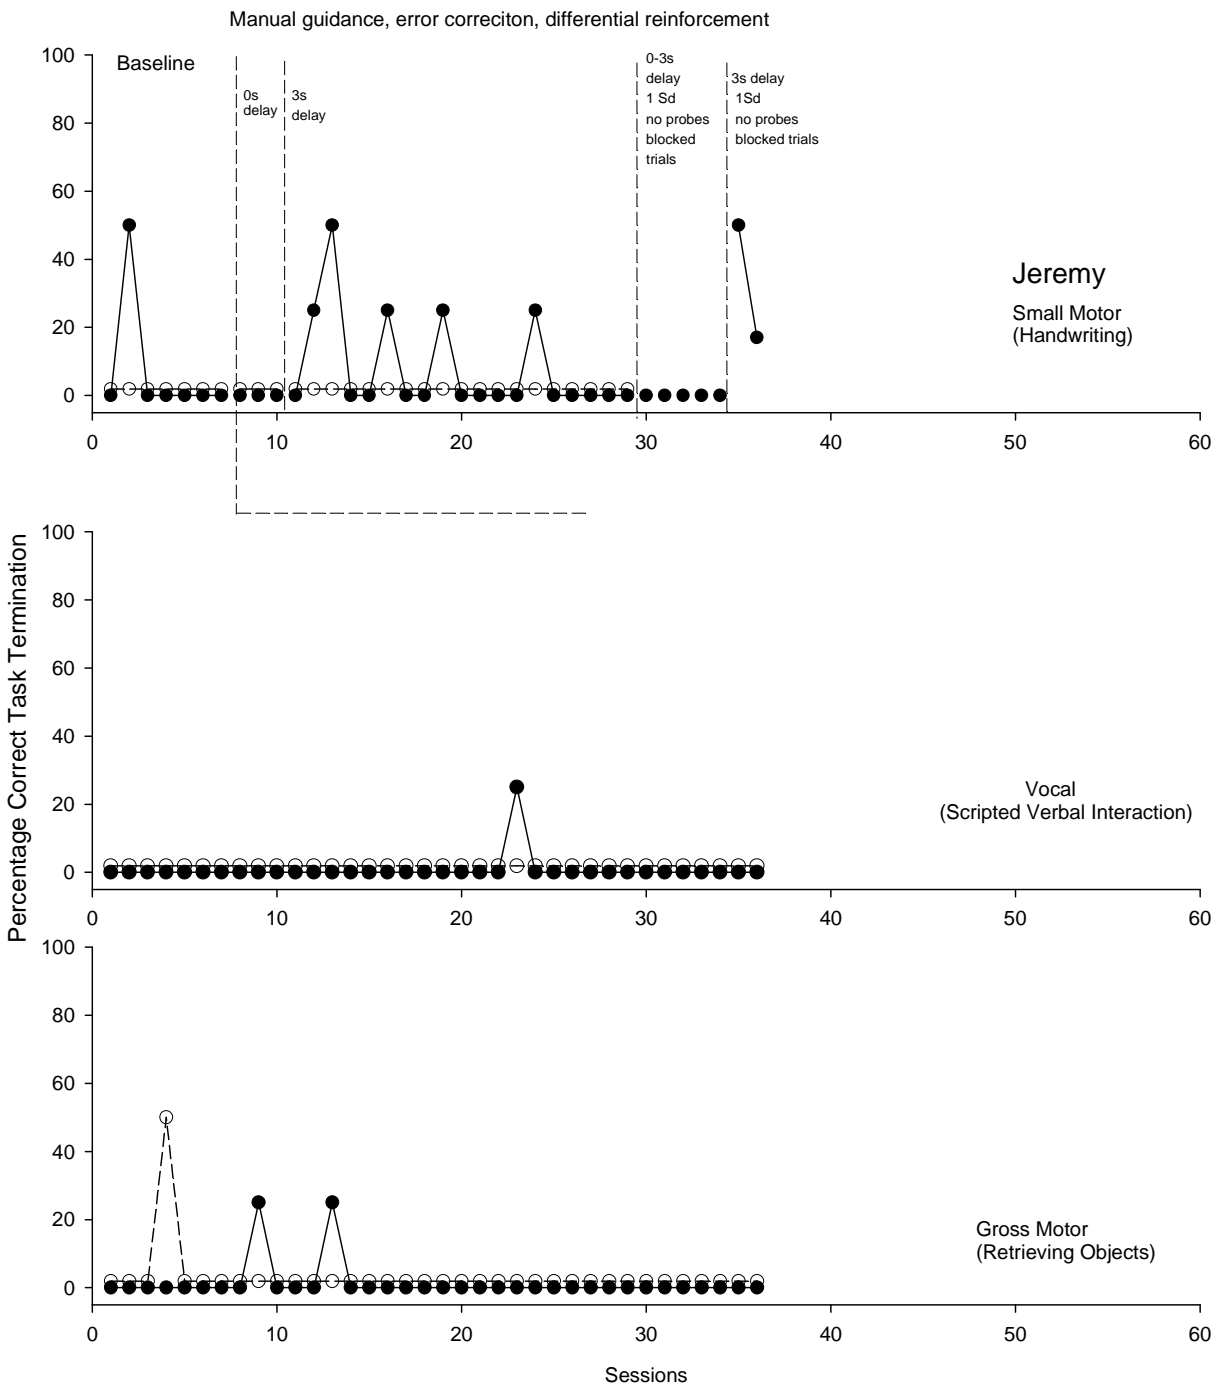 Manual guidance, error correciton, differential reinforcement
100
80
60
40
20
0
Baseline
0s
delay
3s
delay
0-3s
delay
1 Sd
no probes
blocked
trials
3s delay
1Sd
no probes
blocked trials
Jeremy
Small Motor
(Handwriting)
0 10 20 30 40 50 60
Percentage Correct Task Termination
100
80
60
40
20
0
Vocal
(Scripted Verbal Interaction)
0 10 20 30 40 50 60
100
80
60
40
20
0
Gross Motor
(Retrieving Objects)
0 10 20 30 40 50 60
Sessions